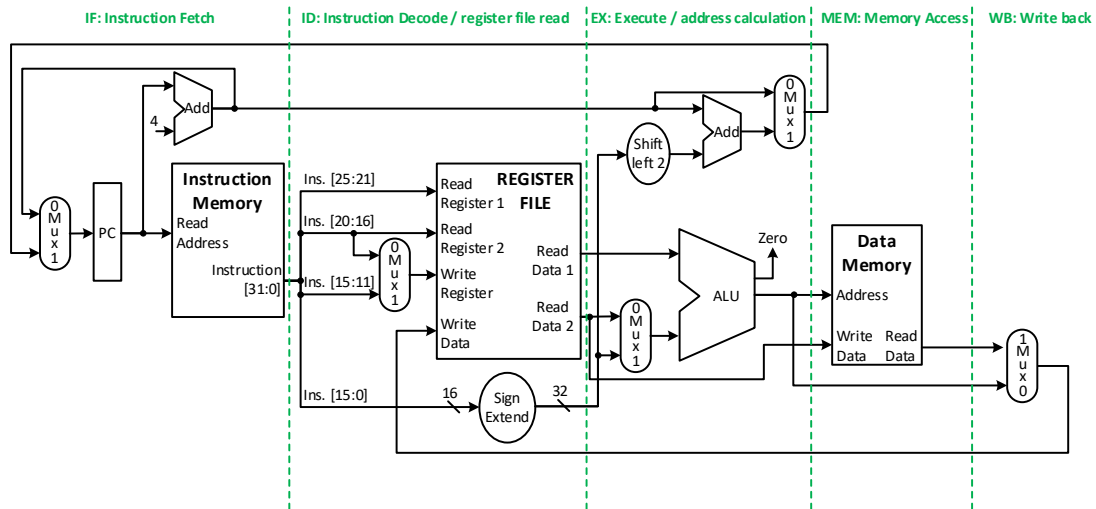 IF: Instruction Fetch
ID: Instruction Decode / register file read
EX: Execute / address calculation
MEM: Memory Access
WB: Write back
Add
4
0
M
u
x
1
PC
Instruction
Memory
Read
Address
Instruction
[31:0]
Ins. [25:21]
Ins. [20:16]
Ins. [15:11]
Ins. [15:0]
0
M
u
x
1
REGISTER
FILE
Read
Register 1
Read
Register 2
Write
Register
Write
Data
Read
Data 1
Read
Data 2
16
Sign
Extend
32
Shift
left 2
Add
0
M
u
x
1
0
M
u
x
1
ALU
Zero
Data
Memory
Address
Write
Data
Read
Data
1
M
u
x
0